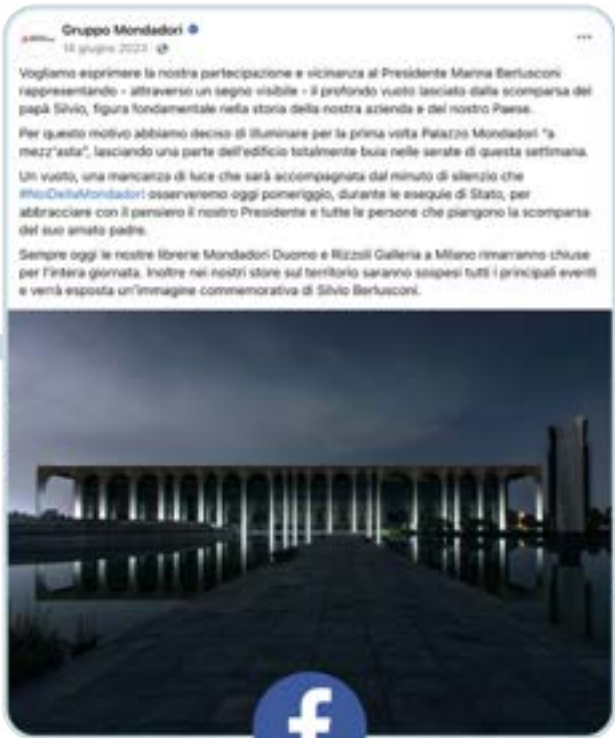 Gruppo Mondadori
14 giugno 2023
Vogliamo esprimere la nostra partecipazione e vicinanza al Presidente Marina Berlusconi
rappresentando - attraverso un segno visibile - il profondo vuoto lasciato dalla scomparsa del
papà Silvio, figura fondamentale nella storia della nostra azienda e del nostro Paese.
Per questo motivo abbiamo deciso di illuminare per la prima volta Palazzo Mondadori "a
mezz'asta", lasciando una parte dell'edificio totalmente buia nelle serate di questa settimana.
Un vuoto, una mancanza di luce che sarà accompagnata dal minuto di silenzio che
#NoiDellaMondadori osserveremo oggi pomeriggio, durante le esequie di Stato, per
abbracciare con il pensiero il nostro Presidente e tutte le persone che piangono la scomparsa
del suo amato padre.
Sempre oggi le nostre librerie Mondadori Duomo e Rizzoli Galleria a Milano rimarranno chiuse
per l'intera giornata. Inoltre nei nostri store sul territorio saranno sospesi tutti i principali eventi
e verrà esposta un'immagine commemorativa di Silvio Berlusconi.
f